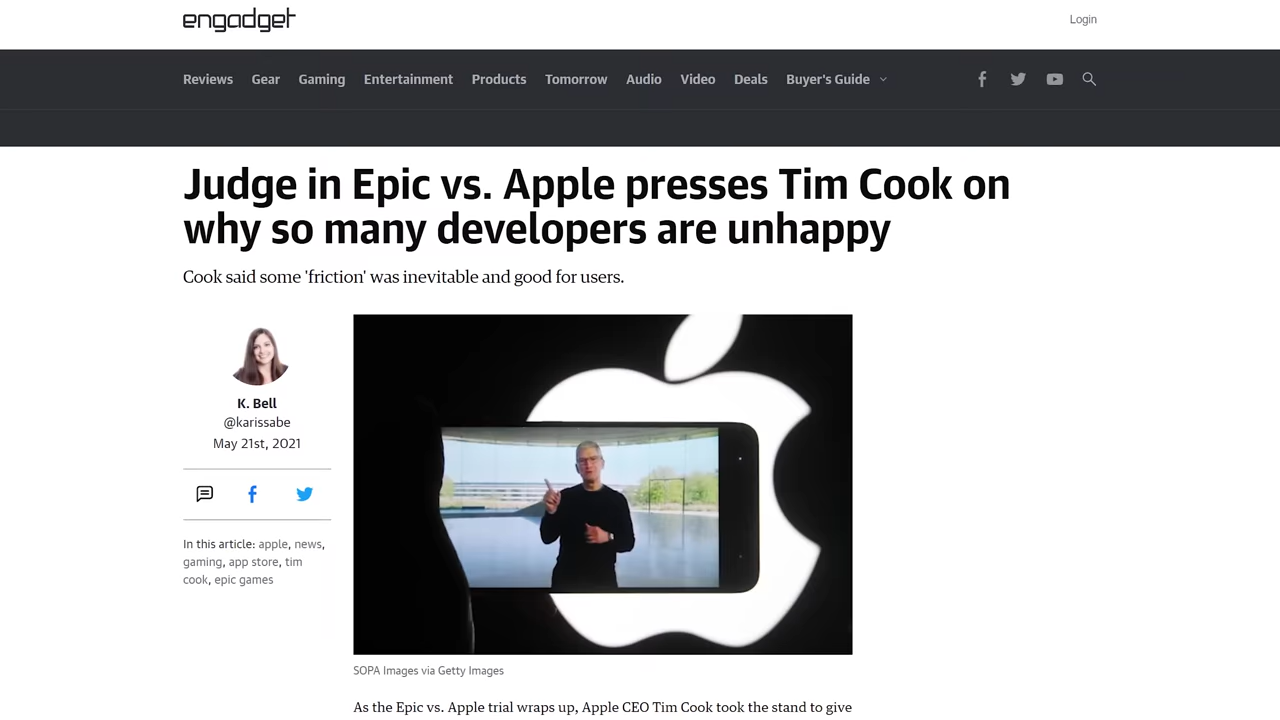 engadget
Login
Reviews Gear Gaming Entertainment Products Tomorrow Audio Video Deals Buyer's Guide
Judge in Epic vs. Apple presses Tim Cook on
why so many developers are unhappy
Cook said some 'friction' was inevitable and good for users.
K. Bell
@karissabe
May 21st, 2021
In this article: apple, news,
gaming, app store, tim
cook, epic games
SOPA Images via Getty Images
As the Epic vs. Apple trial wraps up, Apple CEO Tim Cook took the stand to give